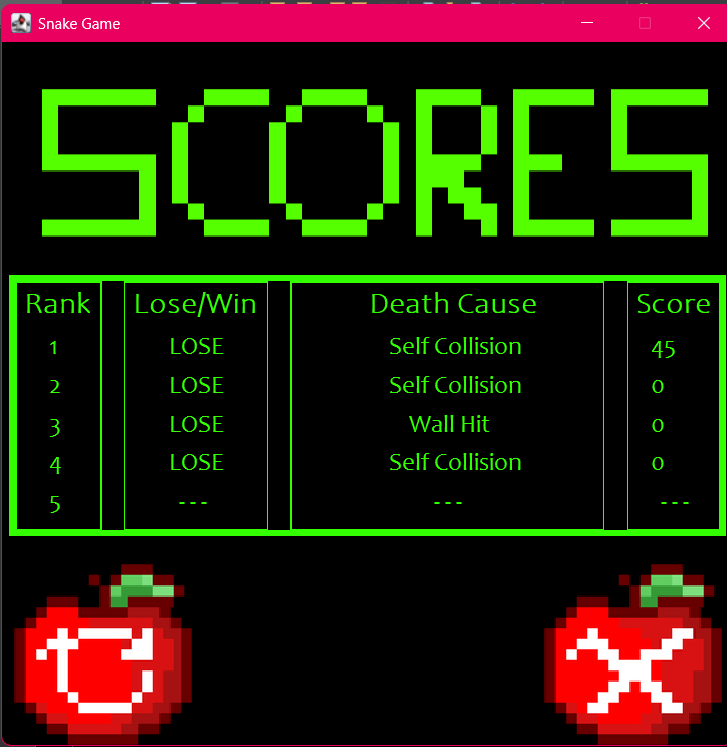 Snake Game
SCORES
Rank Lose/Win Death Cause Score
1 LOSE Self Collision 45
2 LOSE Self Collision 0
3 LOSE Wall Hit 0
4 LOSE Self Collision 0
5 --- --- ---